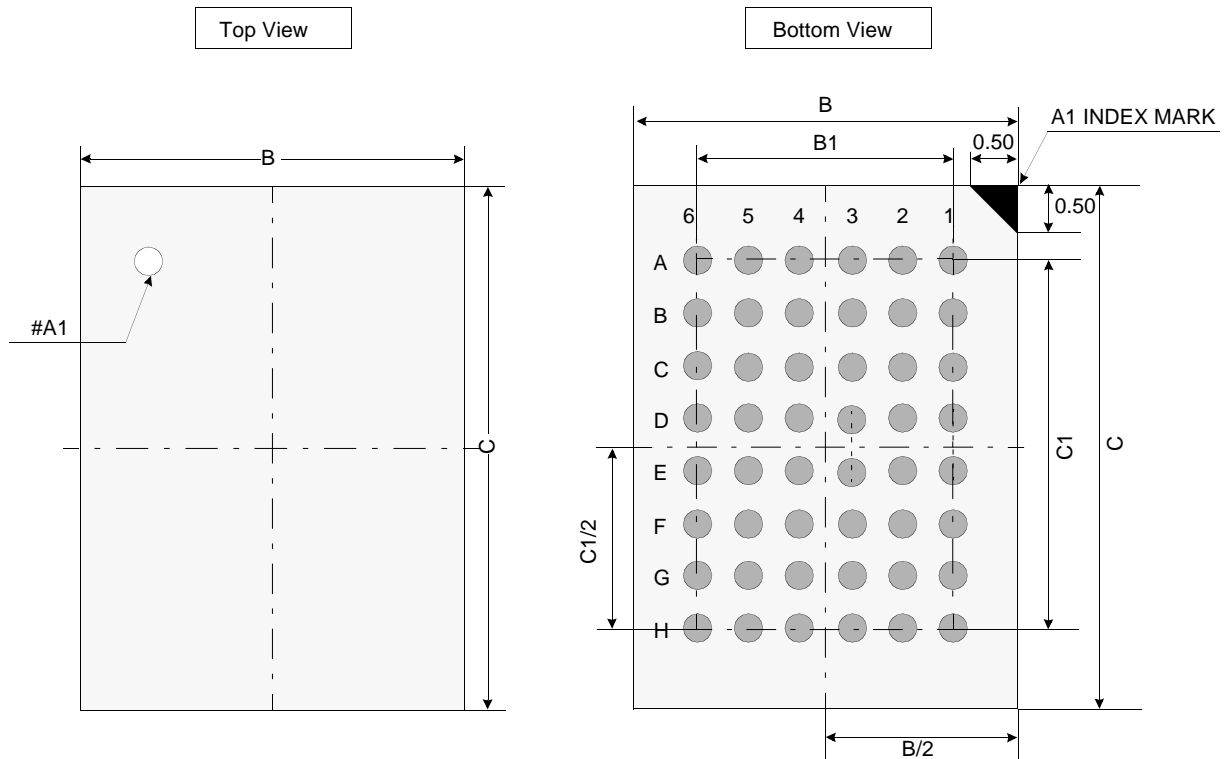 Top View
Bottom View
B
#A1
C
B
A1 INDEX MARK
B1
0.50
0.50
6 5 4 3 2 1
A
B
C
D
E
F
G
H
C1/2
C1
C
B/2